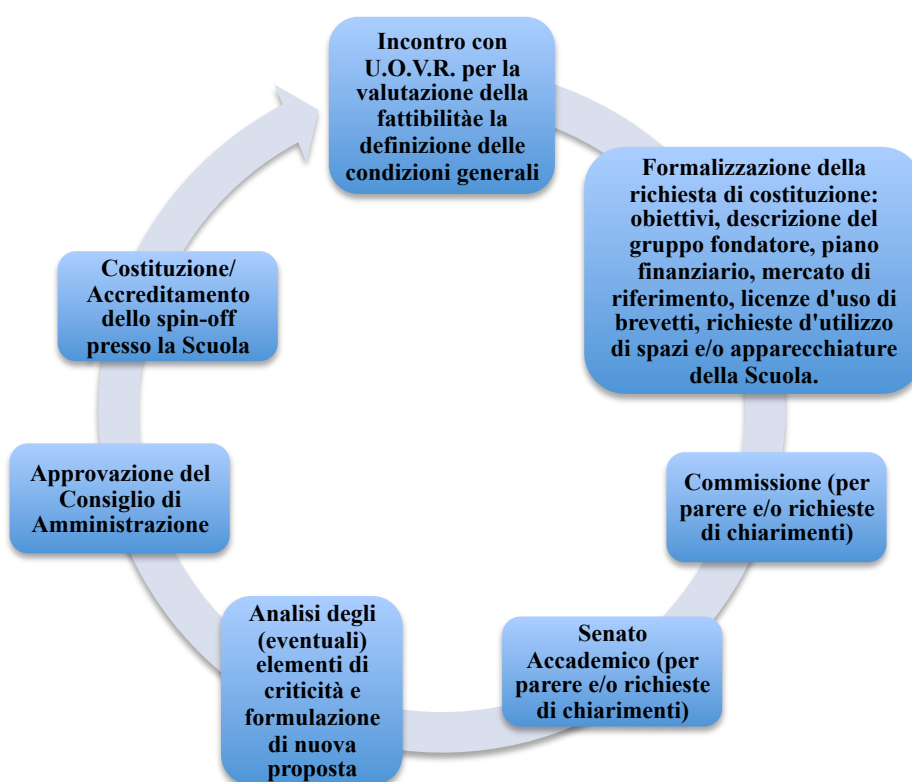 Incontro con
U.O.V.R. per la
valutazione della
fattibilitàe la
definizione delle
condizioni generali
Formalizzazione della
richiesta di costituzione:
obiettivi, descrizione del
gruppo fondatore, piano
finanziario, mercato di
riferimento, licenze d'uso di
brevetti, richieste d'utilizzo
di spazi e/o apparecchiature
della Scuola.
Commissione (per
parere e/o richieste
di chiarimenti)
Senato
Accademico (per
parere e/o richieste
di chiarimenti)
Analisi degli
(eventuali)
elementi di
criticità e
formulazione
di nuova
proposta
Approvazione del
Consiglio di
Amministrazione
Costituzione/
Accreditamento
dello spin-off
presso la Scuola